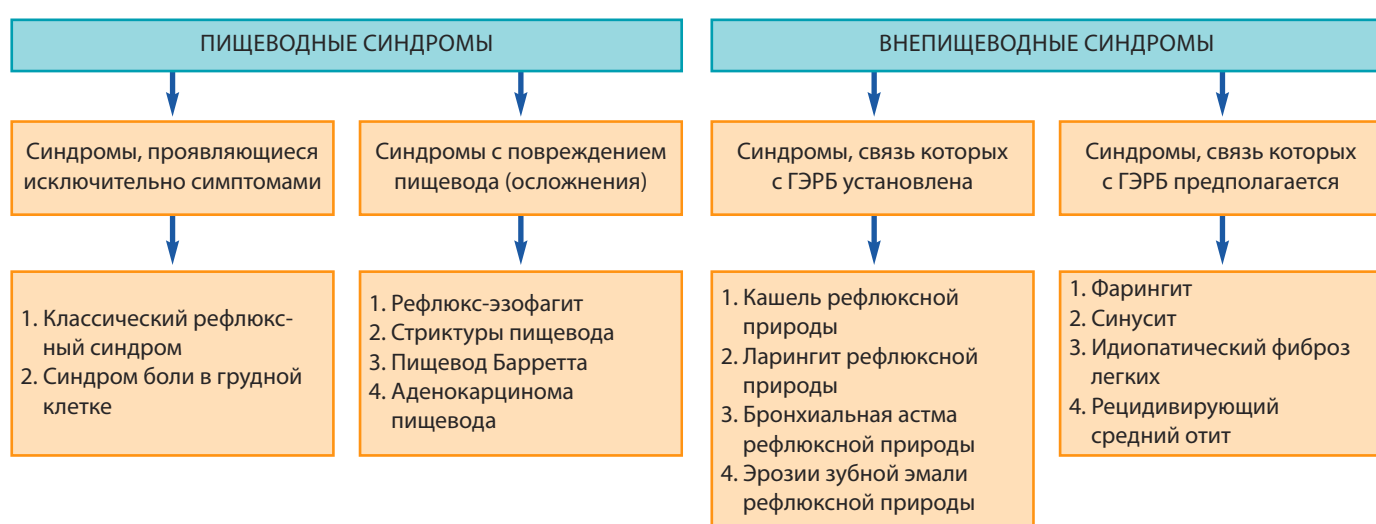 ПИЩЕВОДНЫЕ СИНДРОМЫ
ВНЕПИЩЕВОДНЫЕ СИНДРОМЫ
Синдромы, проявляющиеся
исключительно симптомами
Синдромы с повреждением
пищевода (осложнения)
Синдромы, связь которых
с ГЭРБ установлена
Синдромы, связь которых
с ГЭРБ предполагается
1. Классический рефлюкс-
ный синдром
2. Синдром боли в грудной
клетке
1. Рефлюкс-эзофагит
2. Стриктуры пищевода
3. Пищевод Барретта
4. Аденокарцинома
пищевода
1. Кашель рефлюксной
природы
2. Ларингит рефлюксной
природы
3. Бронхиальная астма
рефлюксной природы
4. Эрозии зубной эмали
рефлюксной природы
1. Фарингит
2. Синусит
3. Идиопатический фиброз
легких
4. Рецидивирующий
средний отит